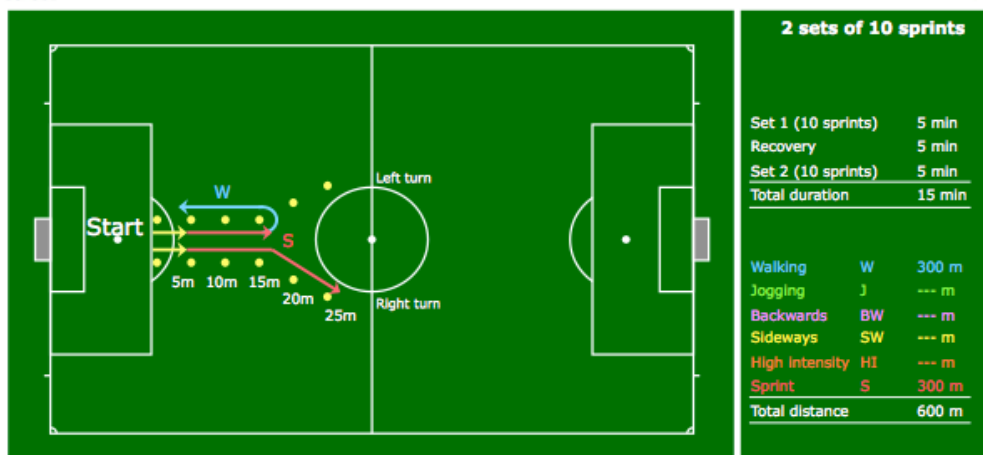 2 sets of 10 sprints
Set 1 (10 sprints) 5 min
Recovery 5 min
Set 2 (10 sprints) 5 min
Total duration 15 min
Left turn
W
Start
S
5m 10m 15m
20m
25m
Right turn
Walking W 300 m
Jogging J --- m
Backwards BW --- m
Sideways SW --- m
High intensity HI --- m
Sprint S 300 m
Total distance 600 m